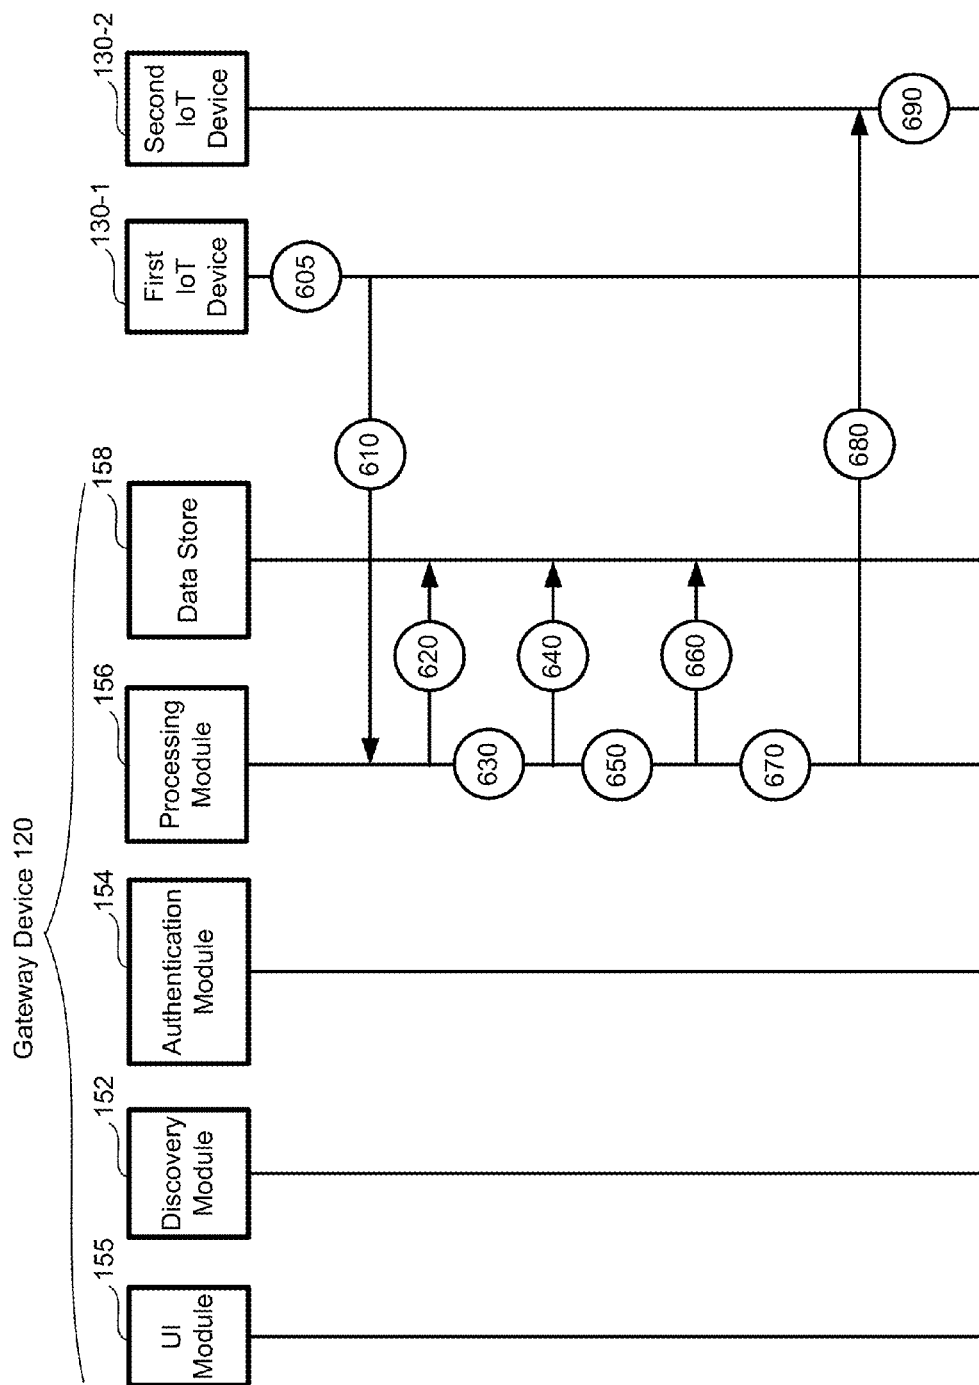 Gateway Device 120
155
152
154
156
158
130-1
130-2
UI
Module
Discovery
Module
Authentication
Module
Processing
Module
Data Store
First
IoT
Device
Second
IoT
Device
605
610
620
630
640
650
660
670
680
690